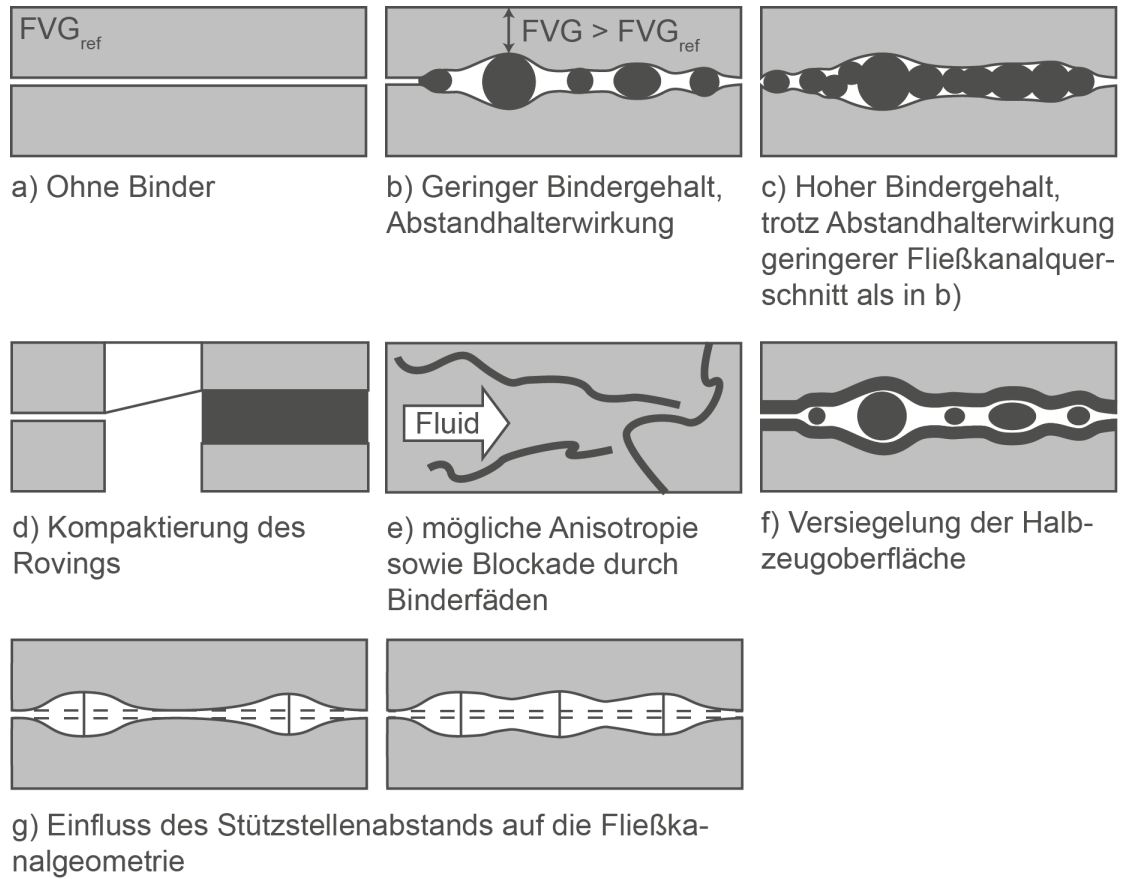 FVGref
FVG > FVGref
a) Ohne Binder
b) Geringer Bindergehalt,
Abstandhalterwirkung
c) Hoher Bindergehalt,
trotz Abstandhalterwirkung
geringerer Fließkanalquer-
schnitt als in b)
Fluid
d) Kompaktierung des
Rovings
e) mögliche Anisotropie
sowie Blockade durch
Binderfäden
f) Versiegelung der Halb-
zeugoberfläche
g) Einfluss des Stützstellenabstands auf die Fließka-
nalgeometrie